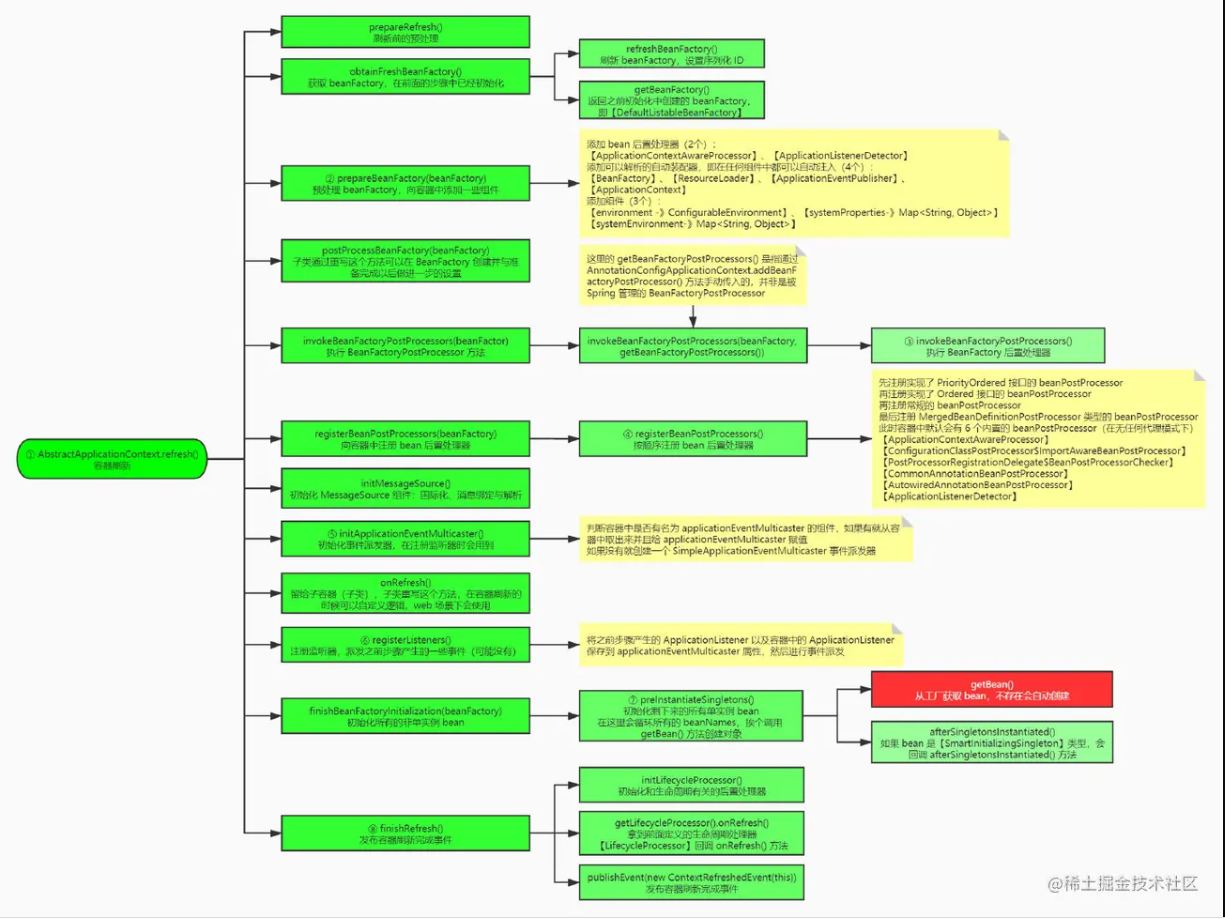 ① AbstractApplicationContext.refresh()
容器刷新
prepareRefresh()
刷新前的预处理
obtainFreshBeanFactory()
获取 beanFactory，在前面的步骤中已经初始化
refreshBeanFactory()
刷新 beanFactory，设置序列化 ID
getBeanFactory()
返回之前初始化中创建的 beanFactory，
即【DefaultListableBeanFactory】
② prepareBeanFactory(beanFactory)
预处理 beanFactory，向容器中添加一些组件
添加 bean 后置处理器（2个）：
【ApplicationContextAwareProcessor】、【ApplicationListenerDetector】
添加可以解析的自动装配器，即在任何组件中都可以自动注入（4个）：
【BeanFactory】、【ResourceLoader】、【ApplicationEventPublisher】、
【ApplicationContext】
添加组件（3个）：
【environment -》ConfigurableEnvironment】、【systemProperties-》Map<String, Object>】
【systemEnvironment-》Map<String, Object>】
postProcessBeanFactory(beanFactory)
子类通过重写这个方法可以在 BeanFactory 创建并与准
备完成以后做进一步的设置
这里的 getBeanFactoryPostProcessors() 是指通过
AnnotationConfigApplicationContext.addBeanF
actoryPostProcessor() 方法手动传入的，并非是被
Spring 管理的 BeanFactoryPostProcessor
invokeBeanFactoryPostProcessors(beanFactor)
执行 BeanFactoryPostProcessor 方法
invokeBeanFactoryPostProcessors(beanFactory,
getBeanFactoryPostProcessors())
③ invokeBeanFactoryPostProcessors()
执行 BeanFactory 后置处理器
registerBeanPostProcessors(beanFactory)
向容器中注册 bean 后置处理器
④ registerBeanPostProcessors()
按顺序注册 bean 后置处理器
先注册实现了 PriorityOrdered 接口的 beanPostProcessor
再注册实现了 Ordered 接口的 beanPostProcessor
再注册常规的 beanPostProcessor
最后注册 MergedBeanDefinitionPostProcessor 类型的 beanPostProcessor
此时容器中默认会有 6 个内置的 beanPostProcessor（在无任何代理模式下）
【ApplicationContextAwareProcessor】
【ConfigurationClassPostProcessor$ImportAwareBeanPostProcessor】
【PostProcessorRegistrationDelegate$BeanPostProcessorChecker】
【CommonAnnotationBeanPostProcessor】
【AutowiredAnnotationBeanPostProcessor】
【ApplicationListenerDetector】
initMessageSource()
初始化 MessageSource 组件：国际化、消息绑定与解析
⑤ initApplicationEventMulticaster()
初始化事件派发器，在注册监听器时会用到
判断容器中是否有名为 applicationEventMulticaster 的组件，如果有就从容
器中取出来并且给 applicationEventMulticaster 赋值
如果没有就创建一个 SimpleApplicationEventMulticaster 事件派发器
onRefresh()
留给子容器（子类），子类重写这个方法，在容器刷新的
时候可以自定义逻辑，web 场景下会使用
⑥ registerListeners()
注册监听器，派发之前步骤产生的一些事件（可能没有）
将之前步骤产生的 ApplicationListener 以及容器中的 ApplicationListener
保存到 applicationEventMulticaster 属性，然后进行事件派发
finishBeanFactoryInitialization(beanFactory)
初始化所有的非单实例 bean
⑦ preInstantiateSingletons()
初始化剩下来的所有单实例 bean
在这里会循环所有的 beanNames，挨个调用
getBean() 方法创建对象
getBean()
从工厂获取 bean，不存在会自动创建
afterSingletonsInstantiated()
如果 bean 是【SmartInitializingSingleton】类型，会
回调 afterSingletonsInstantiated() 方法
⑧ finishRefresh()
发布容器刷新完成事件
initLifecycleProcessor()
初始化和生命周期有关的后置处理器
getLifecycleProcessor().onRefresh()
拿到前面定义的生命周期处理器
【LifecycleProcessor】回调 onRefresh() 方法
publishEvent(new ContextRefreshedEvent(this))
发布容器刷新完成事件
@稀土掘金技术社区